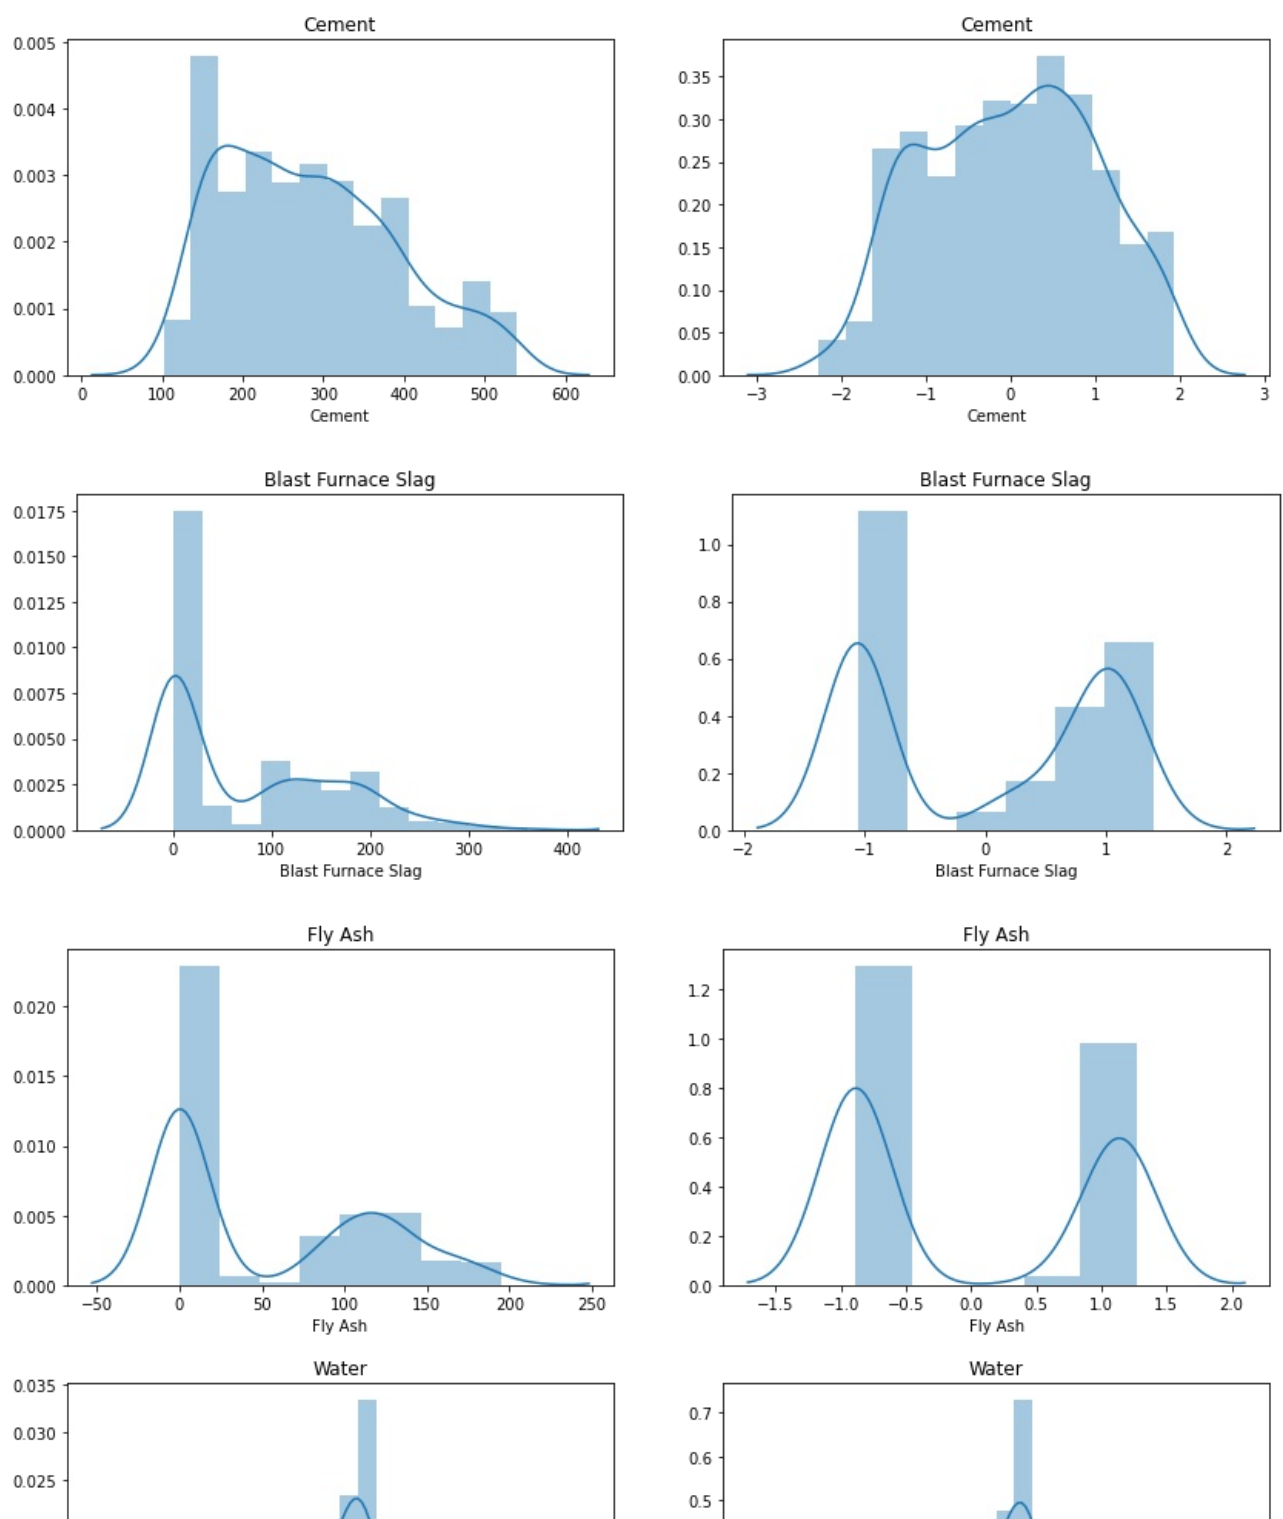 Cement
0.005
0.004
0.003
0.002
0.001
0.000
0 100 200 300 400 500 600
Cement
Cement
0.35
0.30
0.25
0.20
0.15
0.10
0.05
0.00
−3 −2 −1 0 1 2 3
Cement
Blast Furnace Slag
0.0175
0.0150
0.0125
0.0100
0.0075
0.0050
0.0025
0.0000
0 100 200 300 400
Blast Furnace Slag
Blast Furnace Slag
1.0
0.8
0.6
0.4
0.2
0.0
−2 −1 0 1 2
Blast Furnace Slag
Fly Ash
0.020
0.015
0.010
0.005
0.000
−50 0 50 100 150 200 250
Fly Ash
Fly Ash
1.2
1.0
0.8
0.6
0.4
0.2
0.0
−1.5 −1.0 −0.5 0.0 0.5 1.0 1.5 2.0
Fly Ash
Water
0.035
0.030
0.025
Water
0.7
0.6
0.5